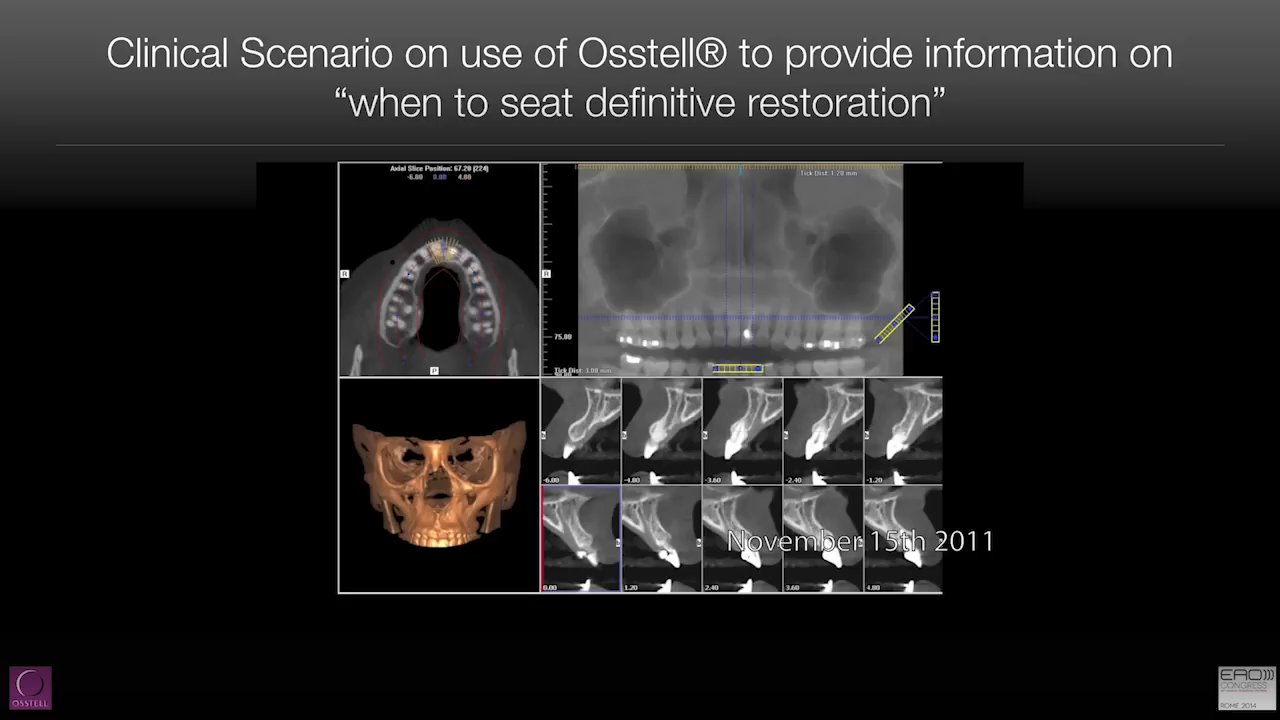 Clinical Scenario on use of Osstell® to provide information on
“when to seat definitive restoration”
Axial Slice Position: 67.20 (224)
-6.00 0.00 4.80
R
P
Tick Dist: 1.20 mm
R
75.00
Tick Dist: 3.00 mm
-6.00 -4.80 -3.60 -2.40 -1.20
November 15th 2011
0.00 1.20 2.40 3.60 4.80
OSSTELL
EAO
CONGRESS
ROME 2014